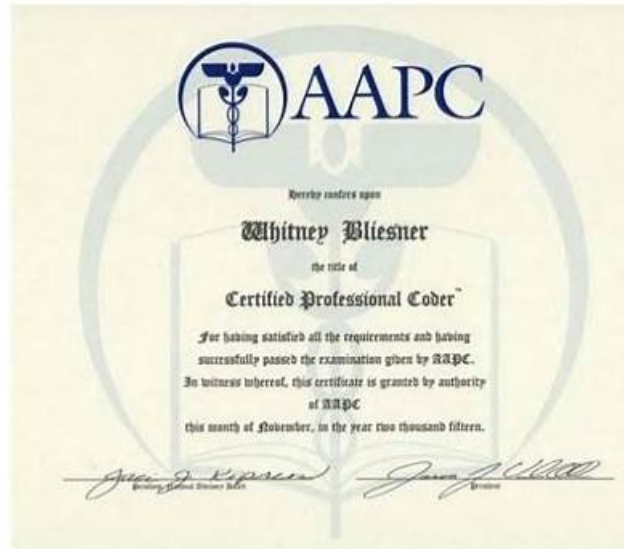 AAPC
Hereby confers upon
Whitney Bliesner
the title of
Certified Professional Coder™
For having satisfied all the requirements and having
successfully passed the examination given by AAPC.
In witness whereof, this certificate is granted by authority
of AAPC
this month of November, in the year two thousand fifteen.
President